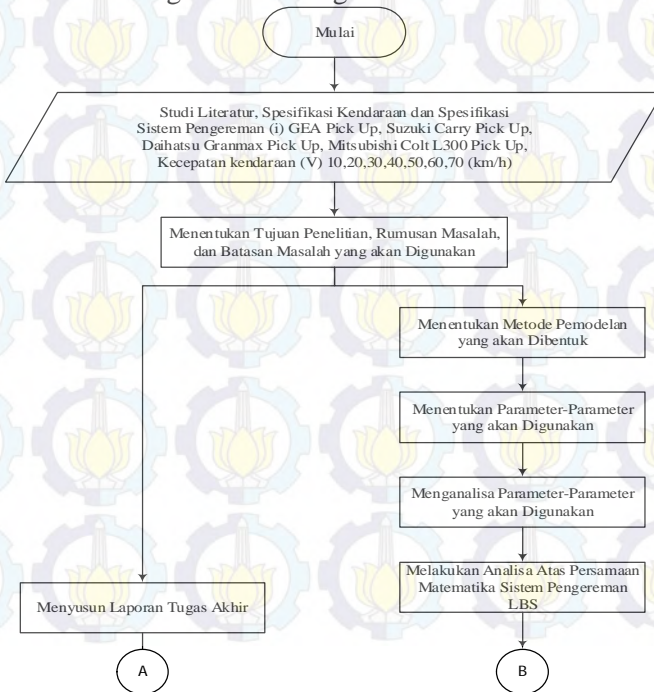 Mulai
Studi Literatur, Spesifikasi Kendaraan dan Spesifikasi
Sistem Pengereman (i) GEA Pick Up, Suzuki Carry Pick Up,
Daihatsu Granmax Pick Up, Mitsubishi Colt L300 Pick Up,
Kecepatan kendaraan (V) 10,20,30,40,50,60,70 (km/h)
Menentukan Tujuan Penelitian, Rumusan Masalah,
dan Batasan Masalah yang akan Digunakan
Menentukan Metode Pemodelan
yang akan Dibentuk
Menentukan Parameter-Parameter
yang akan Digunakan
Menganalisa Parameter-Parameter
yang akan Digunakan
Melakukan Analisa Atas Persamaan
Matematika Sistem Pengereman
LBS
Menyusun Laporan Tugas Akhir
A
B